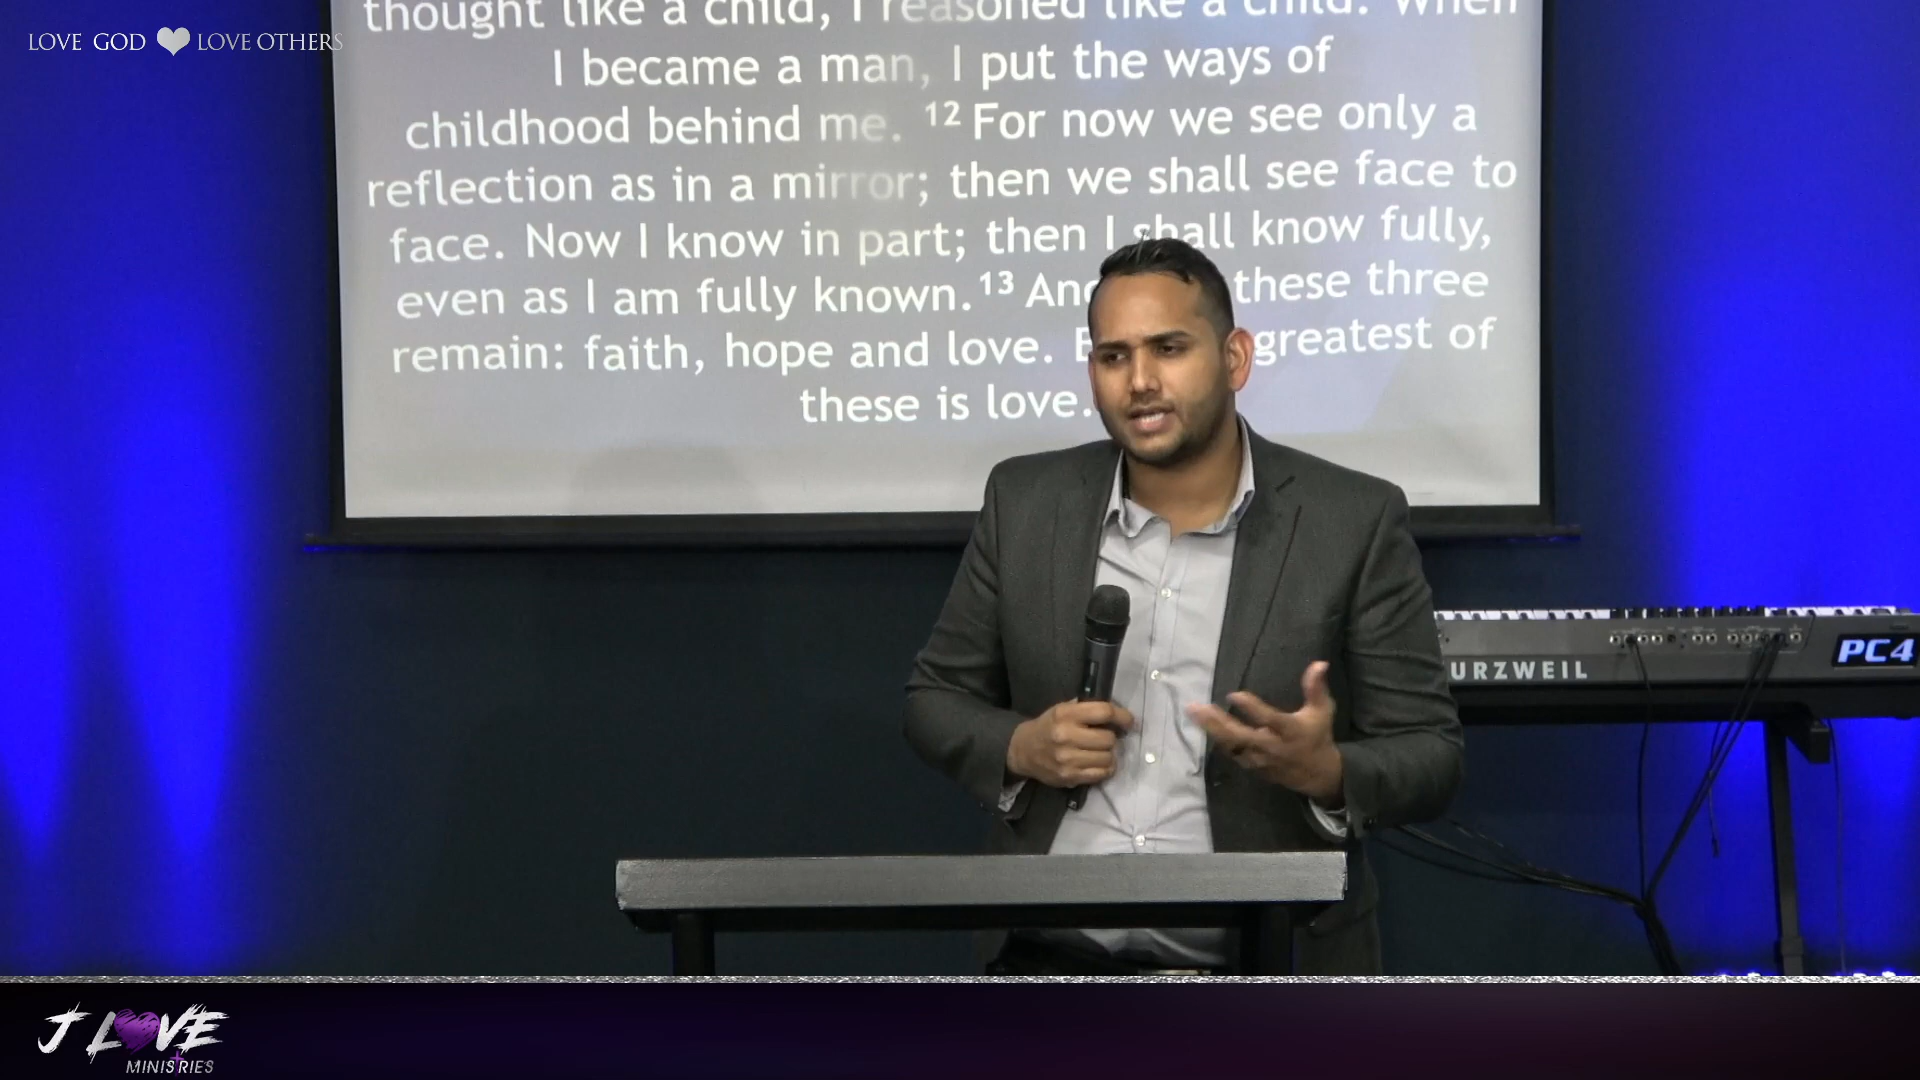 LOVE GOD LOVE OTHERS
thought like a child, I reasoned like a child. When
I became a man, I put the ways of
childhood behind me. ¹² For now we see only a
reflection as in a mirror; then we shall see face to
face. Now I know in part; then I shall know fully,
even as I am fully known.¹³ And these three
remain: faith, hope and love. greatest of
these is love.
URZWEIL
PC4
J LOVE
MINISTRIES